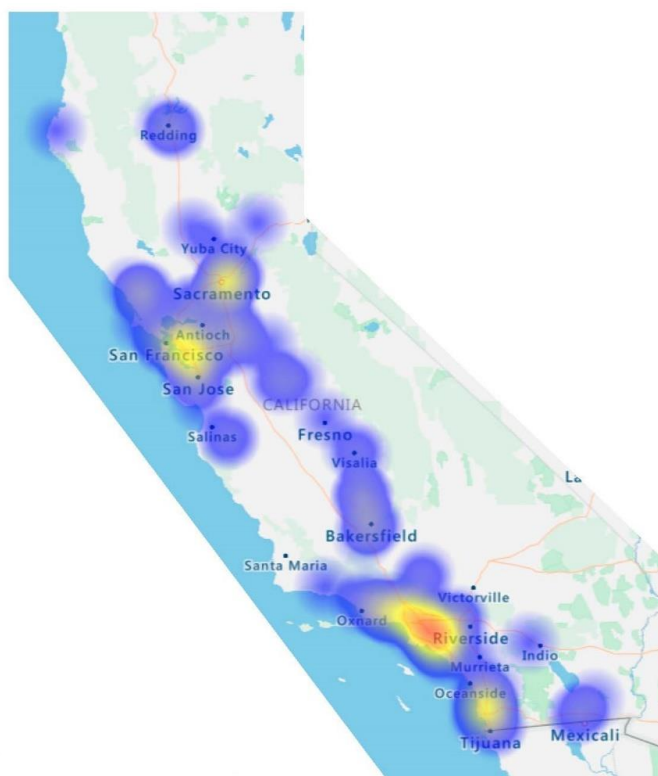 Redding
Yuba City
Sacramento
Antioch
San Francisco
San Jose
CALIFORNIA
Salinas
Fresno
Visalia
La
Bakersfield
Santa Maria
Victorville
Oxnard
Riverside
Indio
Murrieta
Oceanside
Tijuana
Mexicali